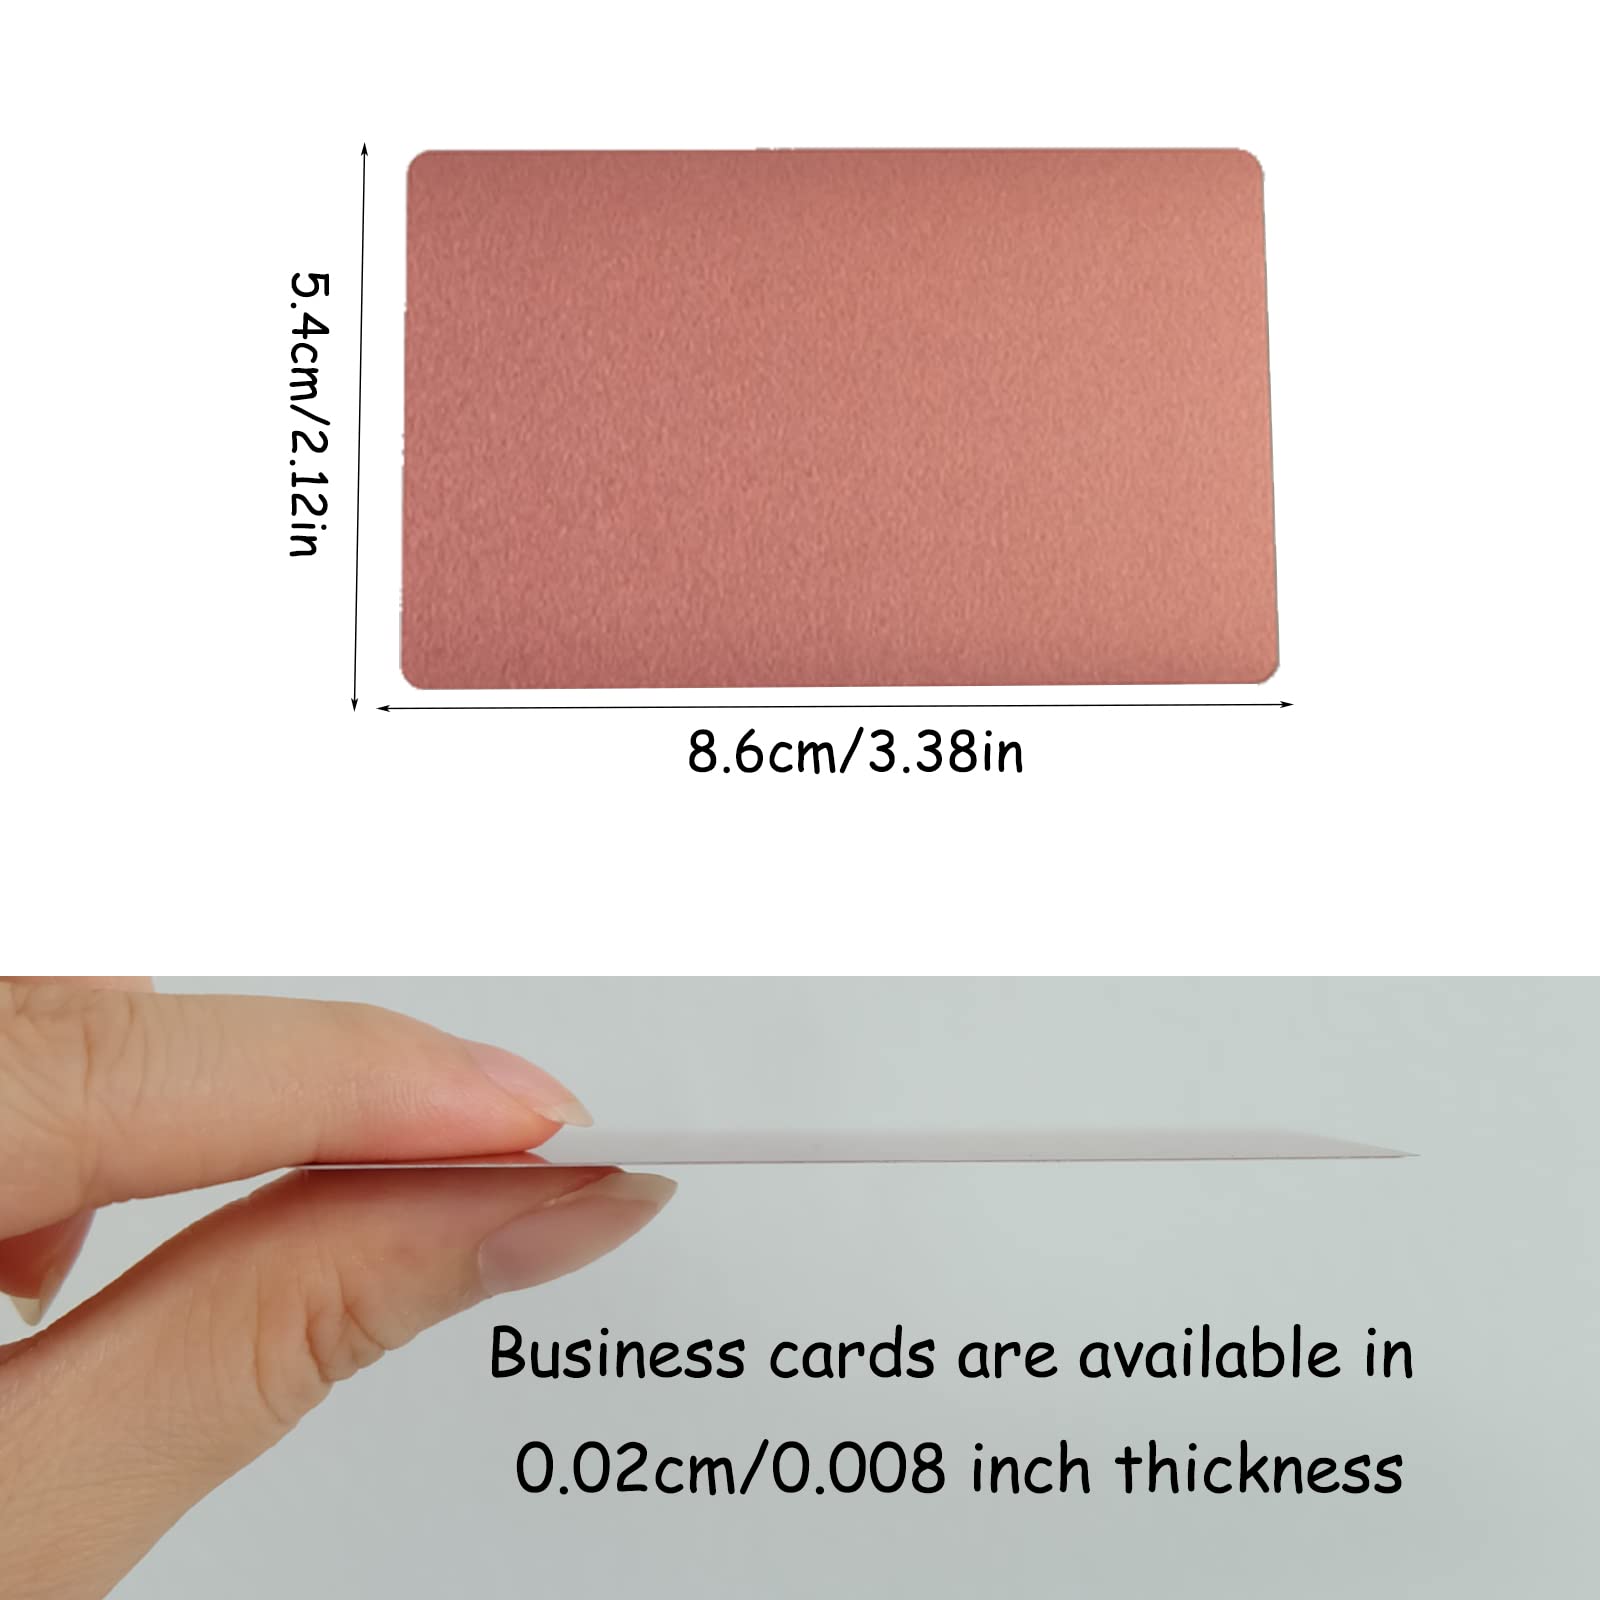 5.4cm/2.12in
8.6cm/3.38in
Business cards are available in
0.02cm/0.008 inch thickness